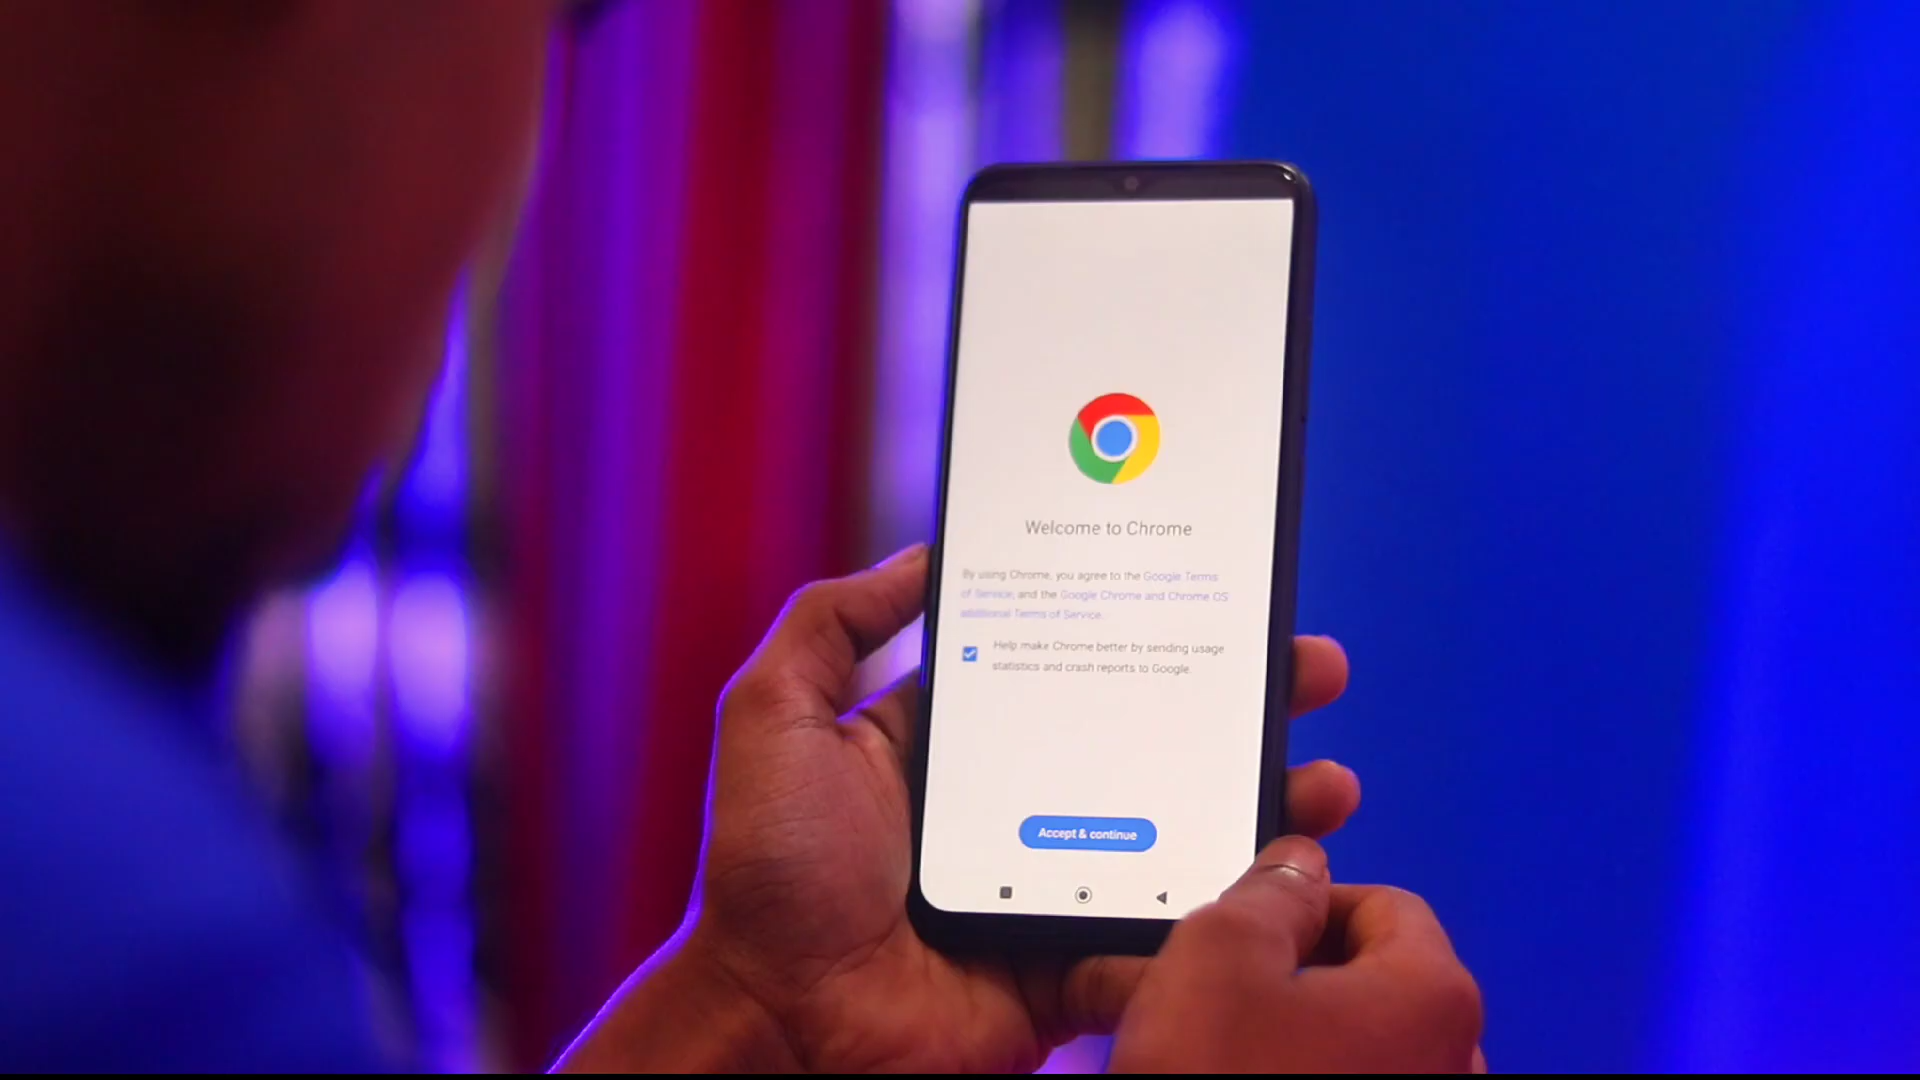 Welcome to Chrome
By using Chrome, you agree to the Google Terms
of Service, and the Google Chrome and Chrome OS
additional Terms of Service.
Help make Chrome better by sending usage
statistics and crash reports to Google.
Accept & continue